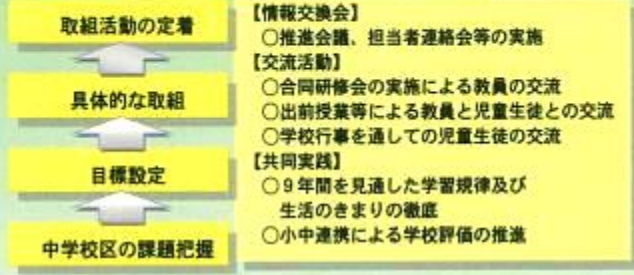 取組活動の定着
具体的な取組
目標設定
中学校区の課題把握
【情報交換会】
○推進会議、担当者連絡会等の実施
【交流活動】
○合同研修会の実施による教員の交流
○出前授業等による教員と児童生徒との交流
○学校行事を通しての児童生徒の交流
【共同実践】
○9年間を見通した学習規律及び
生活のきまりの徹底
○小中連携による学校評価の推進